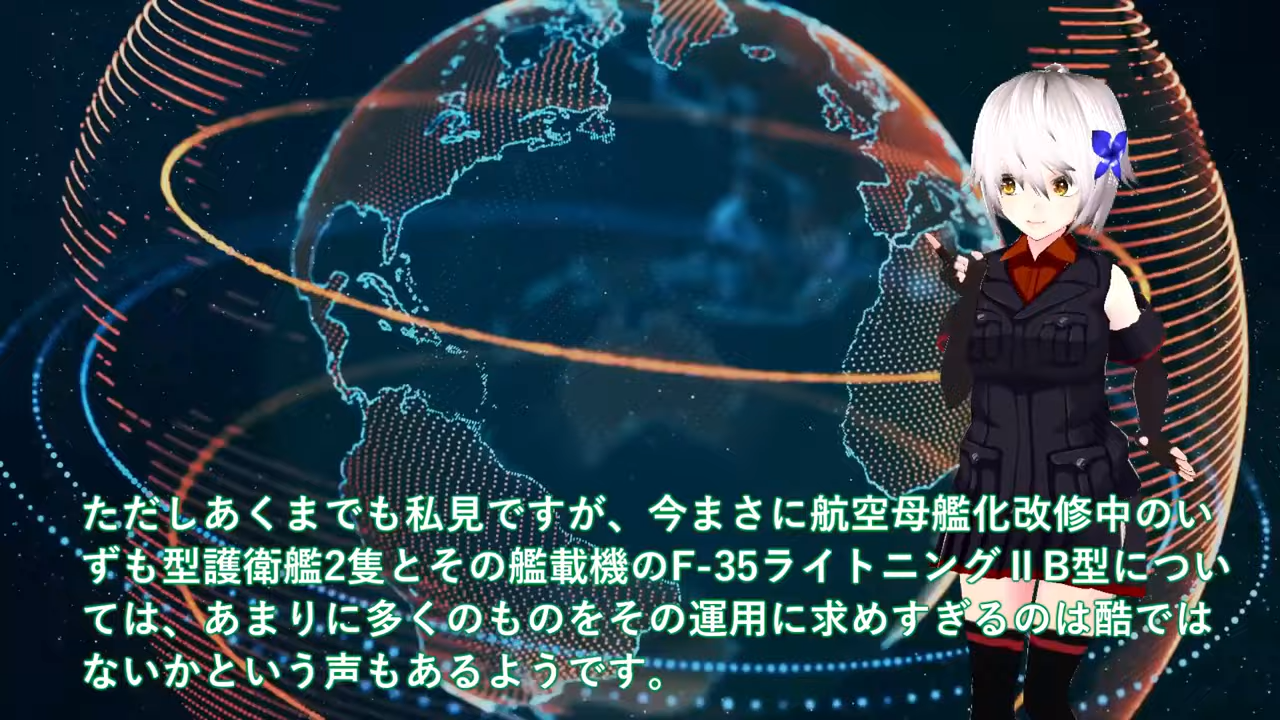 ただしあくまでも私見ですが、今まさに航空母艦化改修中のい
ずも型護衛艦2隻とその艦載機のF-35ライトニングⅡB型につい
ては、あまりに多くのものをその運用に求めすぎるのは酷では
ないかという声もあるようです。